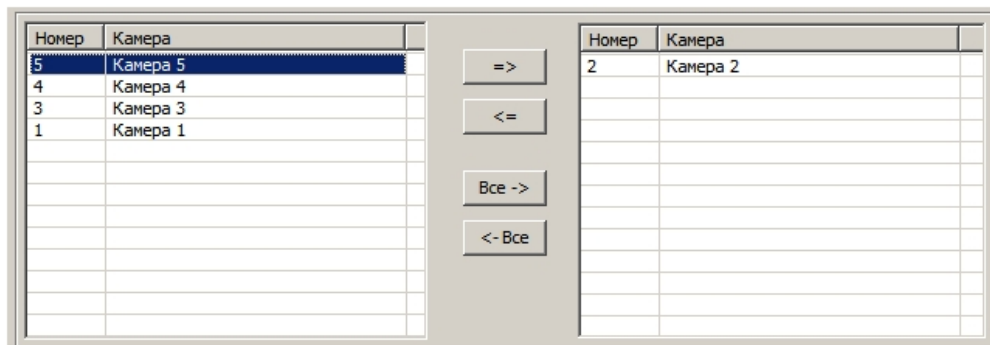 Номер Камера
5 Камера 5
4 Камера 4
3 Камера 3
1 Камера 1
=>
<=
Все ->
<- Все
Номер Камера
2 Камера 2